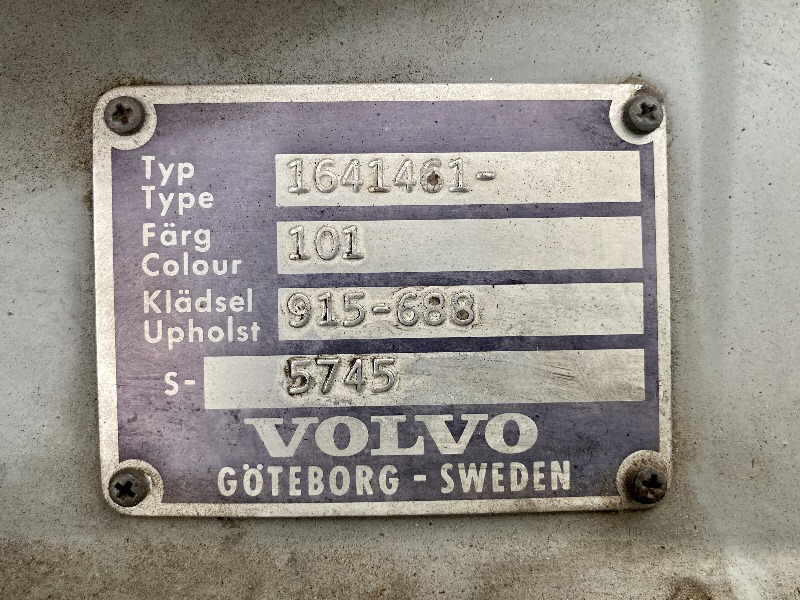 Typ 1641461-
Type
Färg 101
Colour
Klädsel 915-688
Upholst
S- 5745
VOLVO
GÖTEBORG - SWEDEN